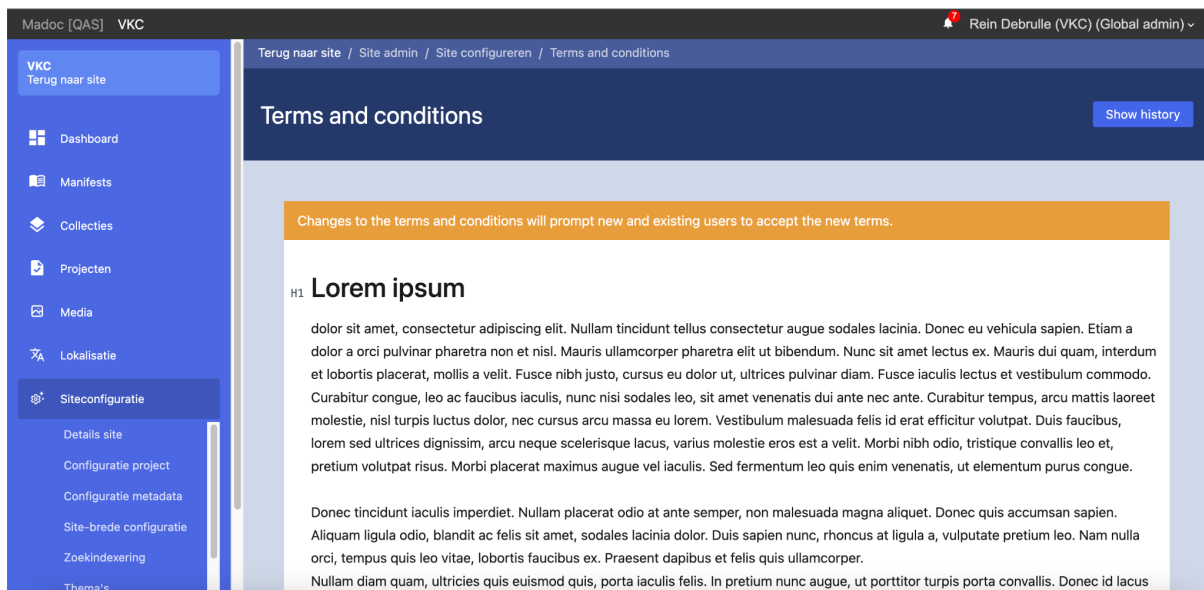 Madoc [QAS] VKC
7
Rein Debrulle (VKC) (Global admin)
VKC
Terug naar site
Dashboard
Manifests
Collecties
Projecten
Media
Lokalisatie
Siteconfiguratie
Details site
Configuratie project
Configuratie metadata
Site-brede configuratie
Zoekindexering
Thema's
Terug naar site / Site admin / Site configureren / Terms and conditions
Terms and conditions
Show history
Changes to the terms and conditions will prompt new and existing users to accept the new terms.
H1 Lorem ipsum
dolor sit amet, consectetur adipiscing elit. Nullam tincidunt tellus consectetur augue sodales lacinia. Donec eu vehicula sapien. Etiam a
dolor a orci pulvinar pharetra non et nisl. Mauris ullamcorper pharetra elit ut bibendum. Nunc sit amet lectus ex. Mauris dui quam, interdum
et lobortis placerat, mollis a velit. Fusce nibh justo, cursus eu dolor ut, ultrices pulvinar diam. Fusce iaculis lectus et vestibulum commodo.
Curabitur congue, leo ac faucibus iaculis, nunc nisi sodales leo, sit amet venenatis dui ante nec ante. Curabitur tempus, arcu mattis laoreet
molestie, nisl turpis luctus dolor, nec cursus arcu massa eu lorem. Vestibulum malesuada felis id erat efficitur volutpat. Duis faucibus,
lorem sed ultrices dignissim, arcu neque scelerisque lacus, varius molestie eros est a velit. Morbi nibh odio, tristique convallis leo et,
pretium volutpat risus. Morbi placerat maximus augue vel iaculis. Sed fermentum leo quis enim venenatis, ut elementum purus congue.
Donec tincidunt iaculis imperdiet. Nullam placerat odio at ante semper, non malesuada magna aliquet. Donec quis accumsan sapien.
Aliquam ligula odio, blandit ac felis sit amet, sodales lacinia dolor. Duis sapien nunc, rhoncus at ligula a, vulputate pretium leo. Nam nulla
orci, tempus quis leo vitae, lobortis faucibus ex. Praesent dapibus et felis quis ullamcorper.
Nullam diam quam, ultricies quis euismod quis, porta iaculis felis. In pretium nunc augue, ut porttitor turpis porta convallis. Donec id lacus